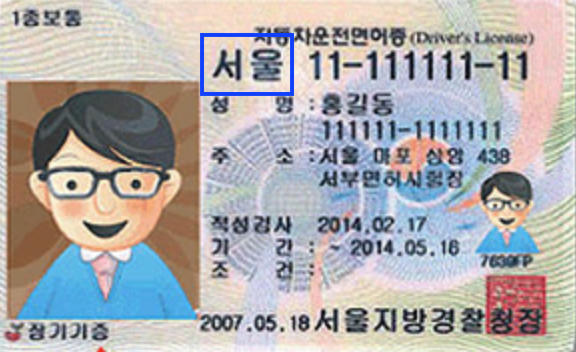 1종보통
자동차운전면허증 (Driver's License)
서울 11-111111-11
성 명 : 홍길동
111111-1111111
주 소 : 서울 마포 상암 438
서부면허시험장
적성검사 2014.02.17
기 간 : ~ 2014.05.16
조 건 :
7639FP
장기기증
2007.05.18 서울지방경찰청장